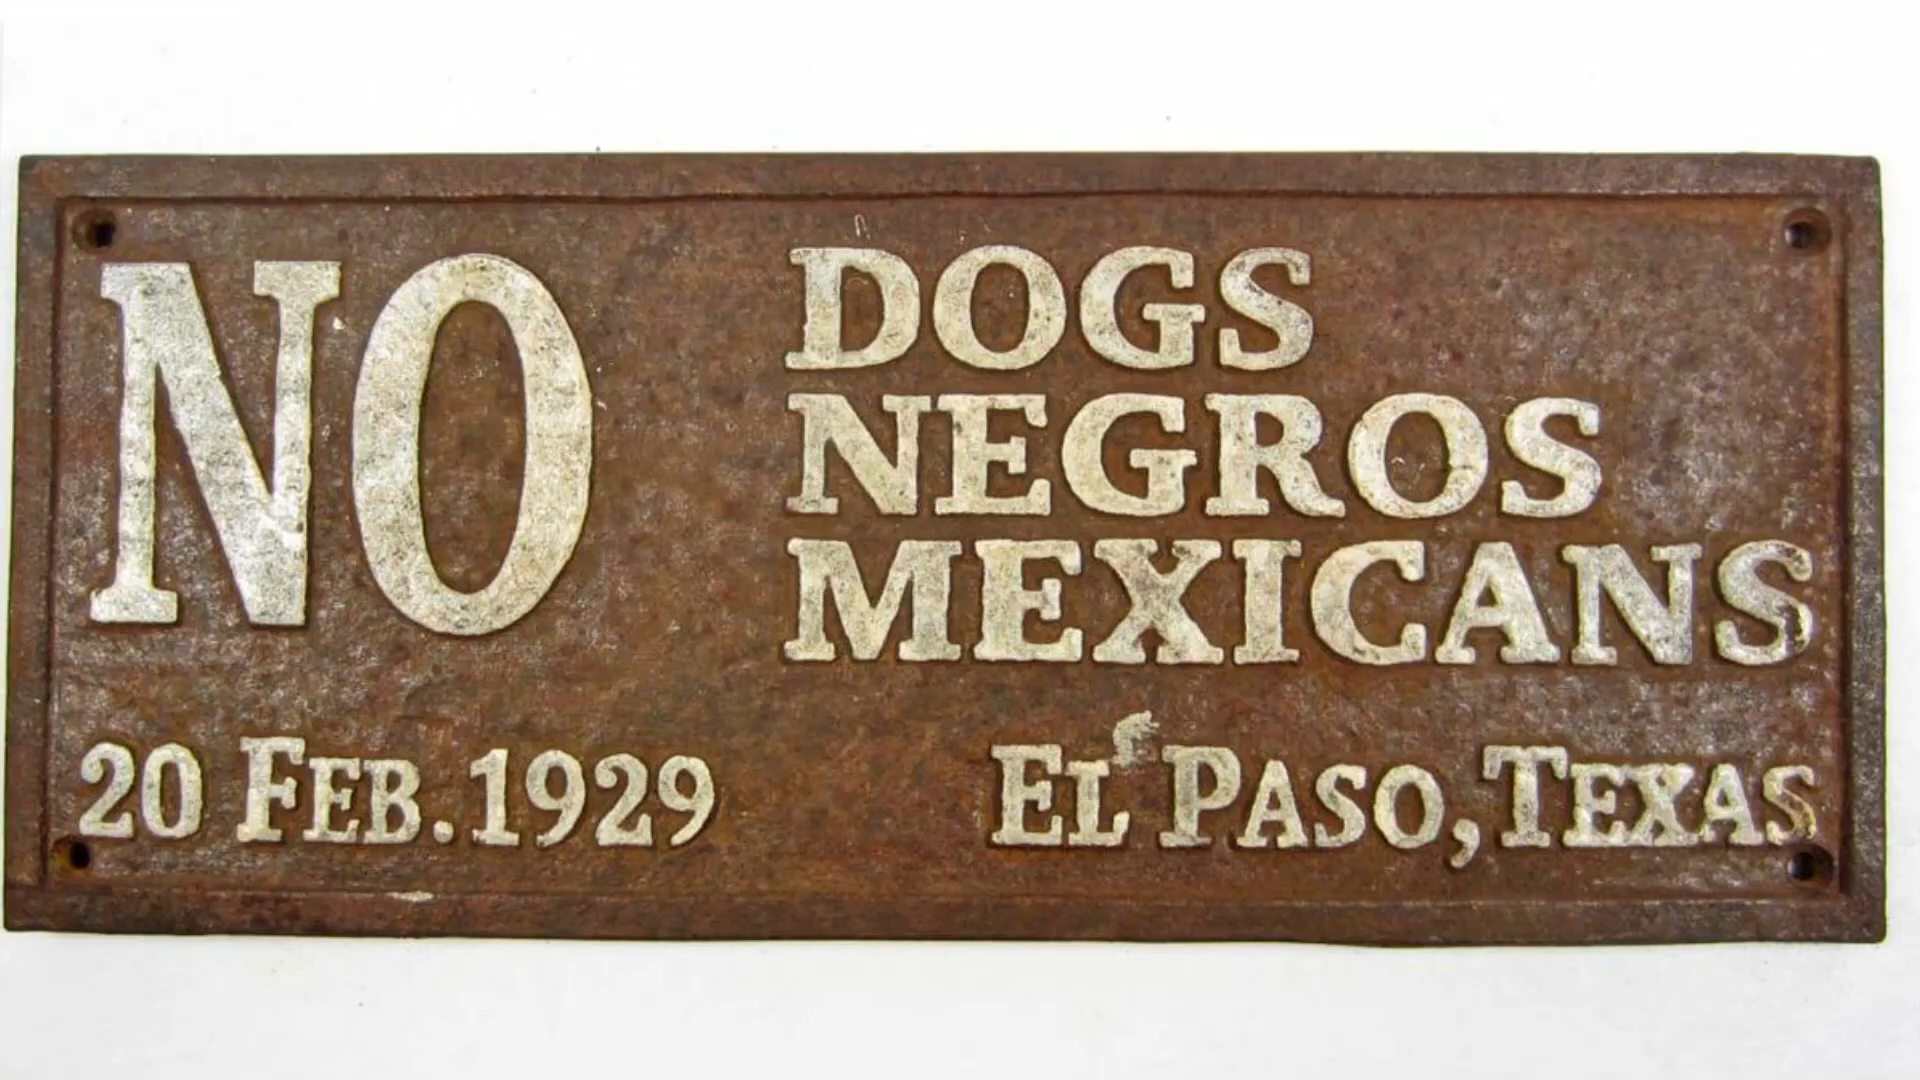 NO
DOGS
NEGROS
MEXICANS
20 FEB. 1929
EL PASO, TEXAS